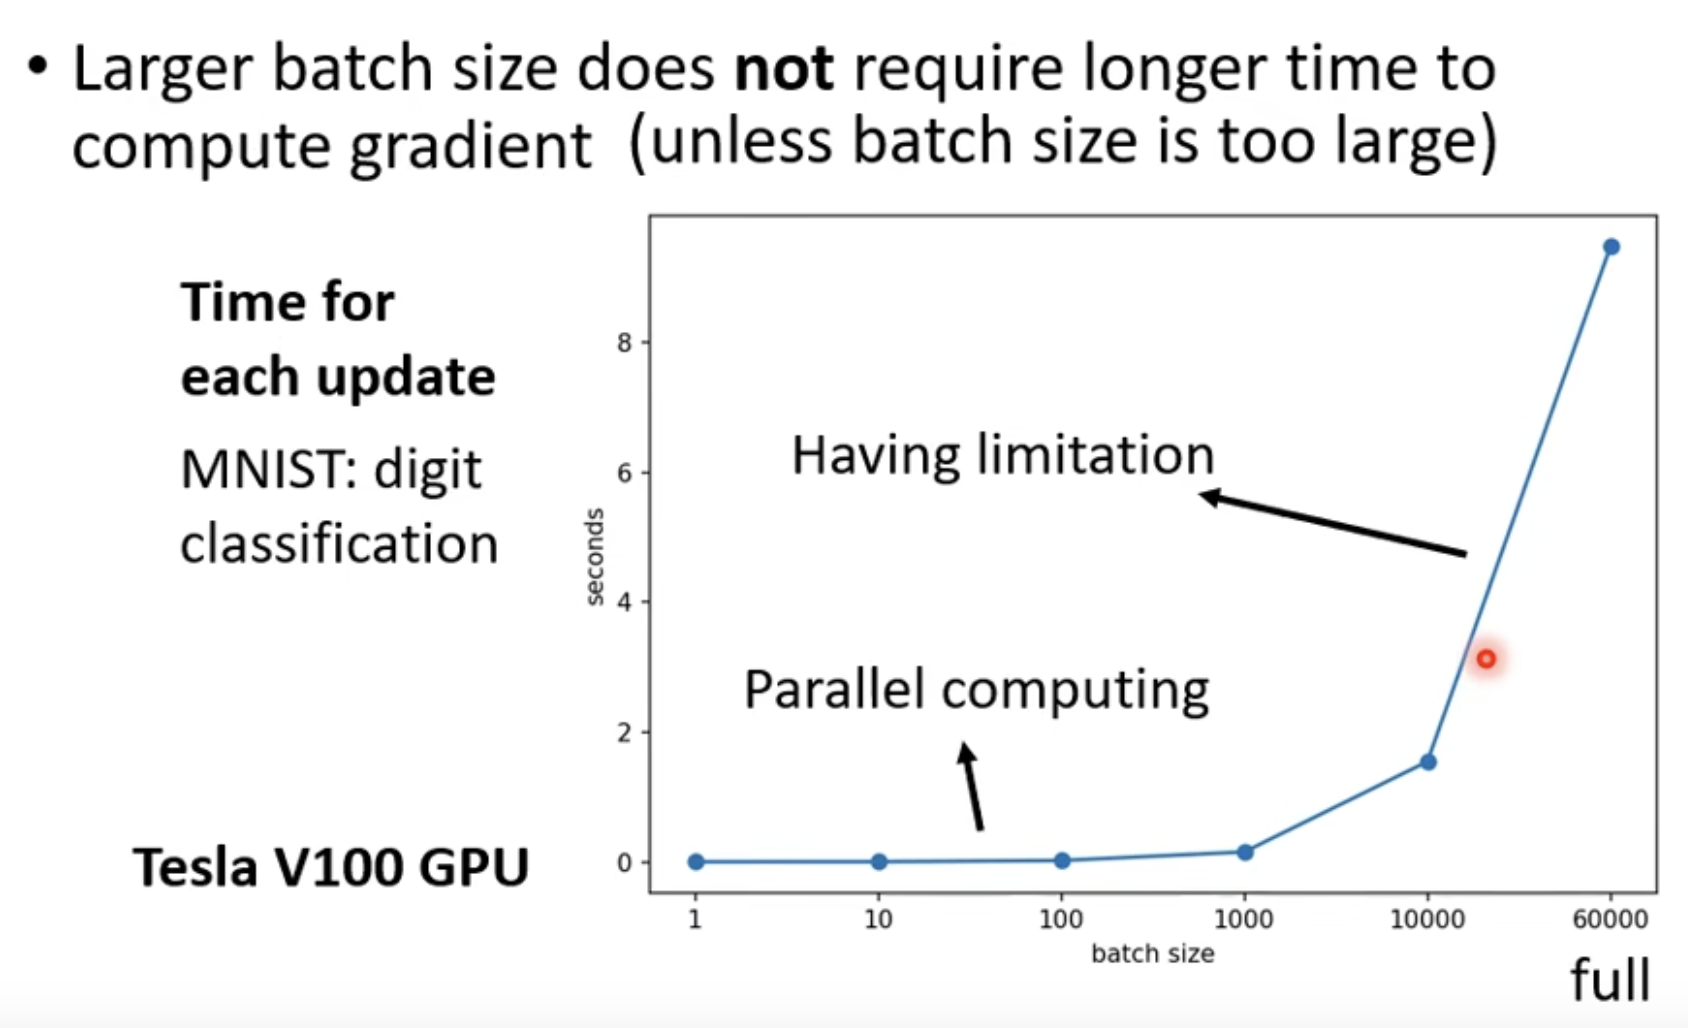 • Larger batch size does not require longer time to
compute gradient (unless batch size is too large)
Time for
each update
MNIST: digit
classification
Tesla V100 GPU
Having limitation
Parallel computing
seconds
8
6
4
2
0
1 10 100 1000 10000 60000
batch size
full